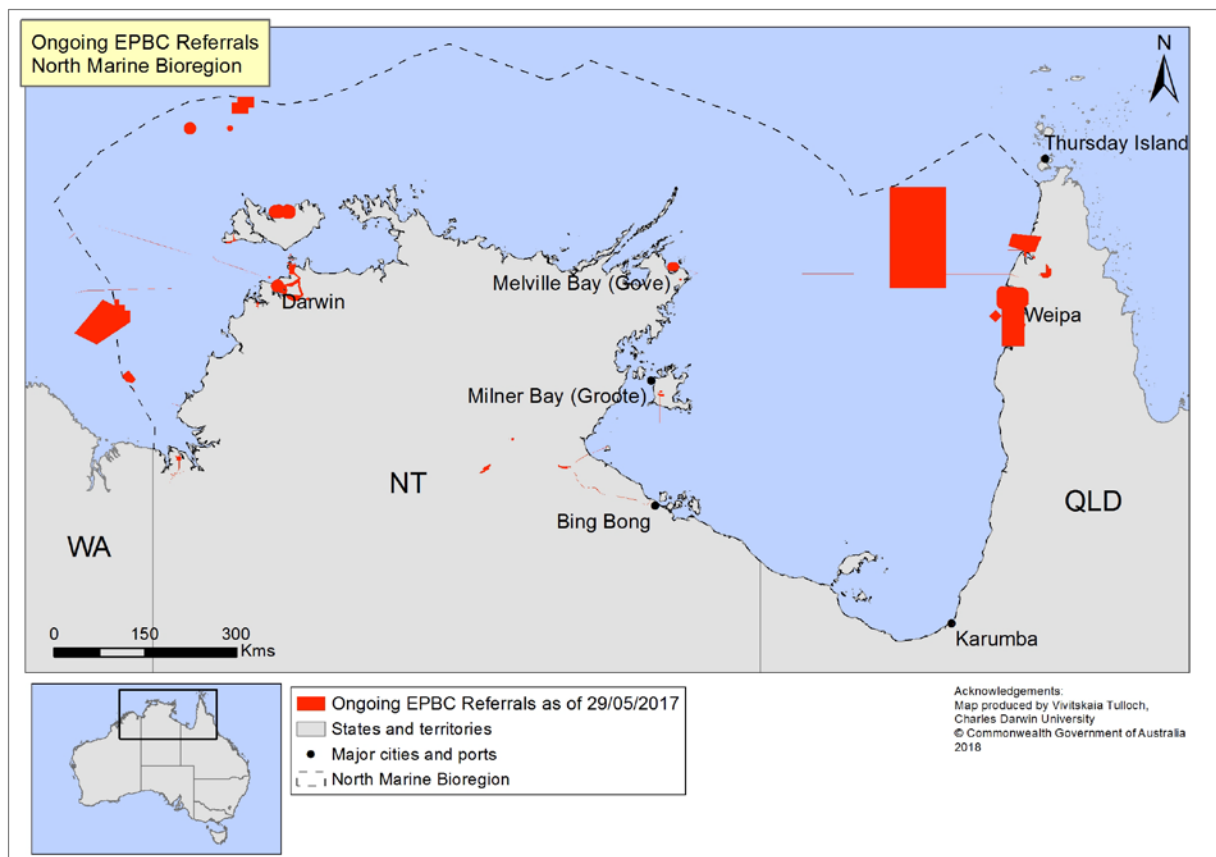 Ongoing EPBC Referrals
North Marine Bioregion
N
Thursday Island
Melville Bay (Gove)
Darwin
Weipa
Milner Bay (Groote)
NT
QLD
Bing Bong
WA
0 150 300
Kms
Karumba
Ongoing EPBC Referrals as of 29/05/2017
States and territories
Major cities and ports
North Marine Bioregion
Acknowledgements:
Map produced by Vivitskaia Tulloch,
Charles Darwin University
© Commonwealth Government of Australia
2018